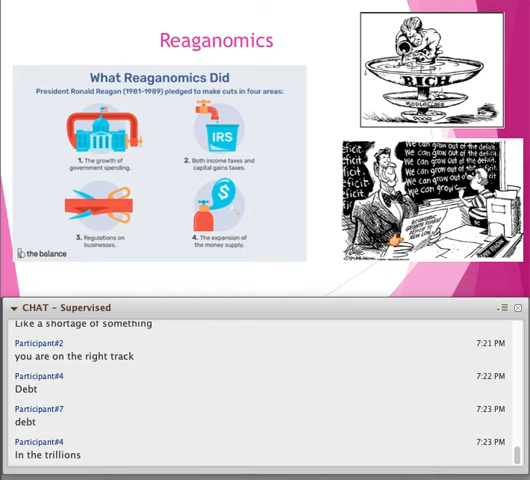 Reaganomics
What Reaganomics Did
President Ronald Reagan (1981-1989) pledged to make cuts in four areas:
1. The growth of
government spending.
IRS
2. Both income taxes and
capital gains taxes.
3. Regulations on
businesses.
$
4. The expansion of
the money supply.
the balance
RICH
MIDDLE CLASS
POOR
We can grow out of the deficit.
We can grow out of the deficit.
We can grow out of the deficit.
We can grow out of the deficit.
We can grow
CHAT – Supervised
Like a shortage of something
Participant#2
7:21 PM
you are on the right track
Participant#4
7:22 PM
Debt
Participant#7
7:23 PM
debt
Participant#4
7:23 PM
In the trillions